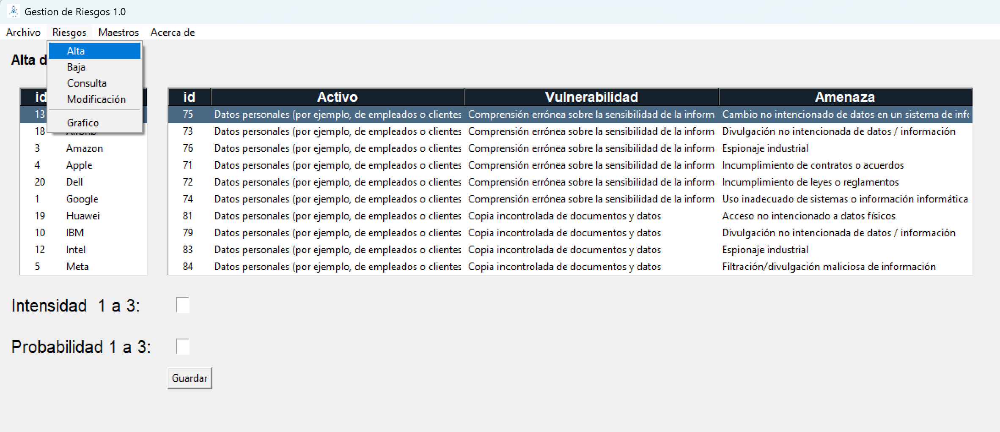 Gestion de Riesgos 1.0
Archivo Riesgos Maestros Acerca de
Alta
Baja
Consulta
Modificación
Grafico
Alta d
id id Activo Vulnerabilidad Amenaza
13 75 Datos personales (por ejemplo, de empleados o clientes Comprensión errónea sobre la sensibilidad de la inform Cambio no intencionado de datos en un sistema de info
18 73 Datos personales (por ejemplo, de empleados o clientes Comprensión errónea sobre la sensibilidad de la inform Divulgación no intencionada de datos / información
3 Amazon 76 Datos personales (por ejemplo, de empleados o clientes Comprensión errónea sobre la sensibilidad de la inform Espionaje industrial
4 Apple 71 Datos personales (por ejemplo, de empleados o clientes Comprensión errónea sobre la sensibilidad de la inform Incumplimiento de contratos o acuerdos
20 Dell 72 Datos personales (por ejemplo, de empleados o clientes Comprensión errónea sobre la sensibilidad de la inform Incumplimiento de leyes o reglamentos
1 Google 74 Datos personales (por ejemplo, de empleados o clientes Comprensión errónea sobre la sensibilidad de la inform Uso inadecuado de sistemas o información informática
19 Huawei 81 Datos personales (por ejemplo, de empleados o clientes Copia incontrolada de documentos y datos Acceso no intencionado a datos físicos
10 IBM 79 Datos personales (por ejemplo, de empleados o clientes Copia incontrolada de documentos y datos Divulgación no intencionada de datos / información
12 Intel 83 Datos personales (por ejemplo, de empleados o clientes Copia incontrolada de documentos y datos Espionaje industrial
5 Meta 84 Datos personales (por ejemplo, de empleados o clientes Copia incontrolada de documentos y datos Filtración/divulgación maliciosa de información
Intensidad 1 a 3:
Probabilidad 1 a 3:
Guardar